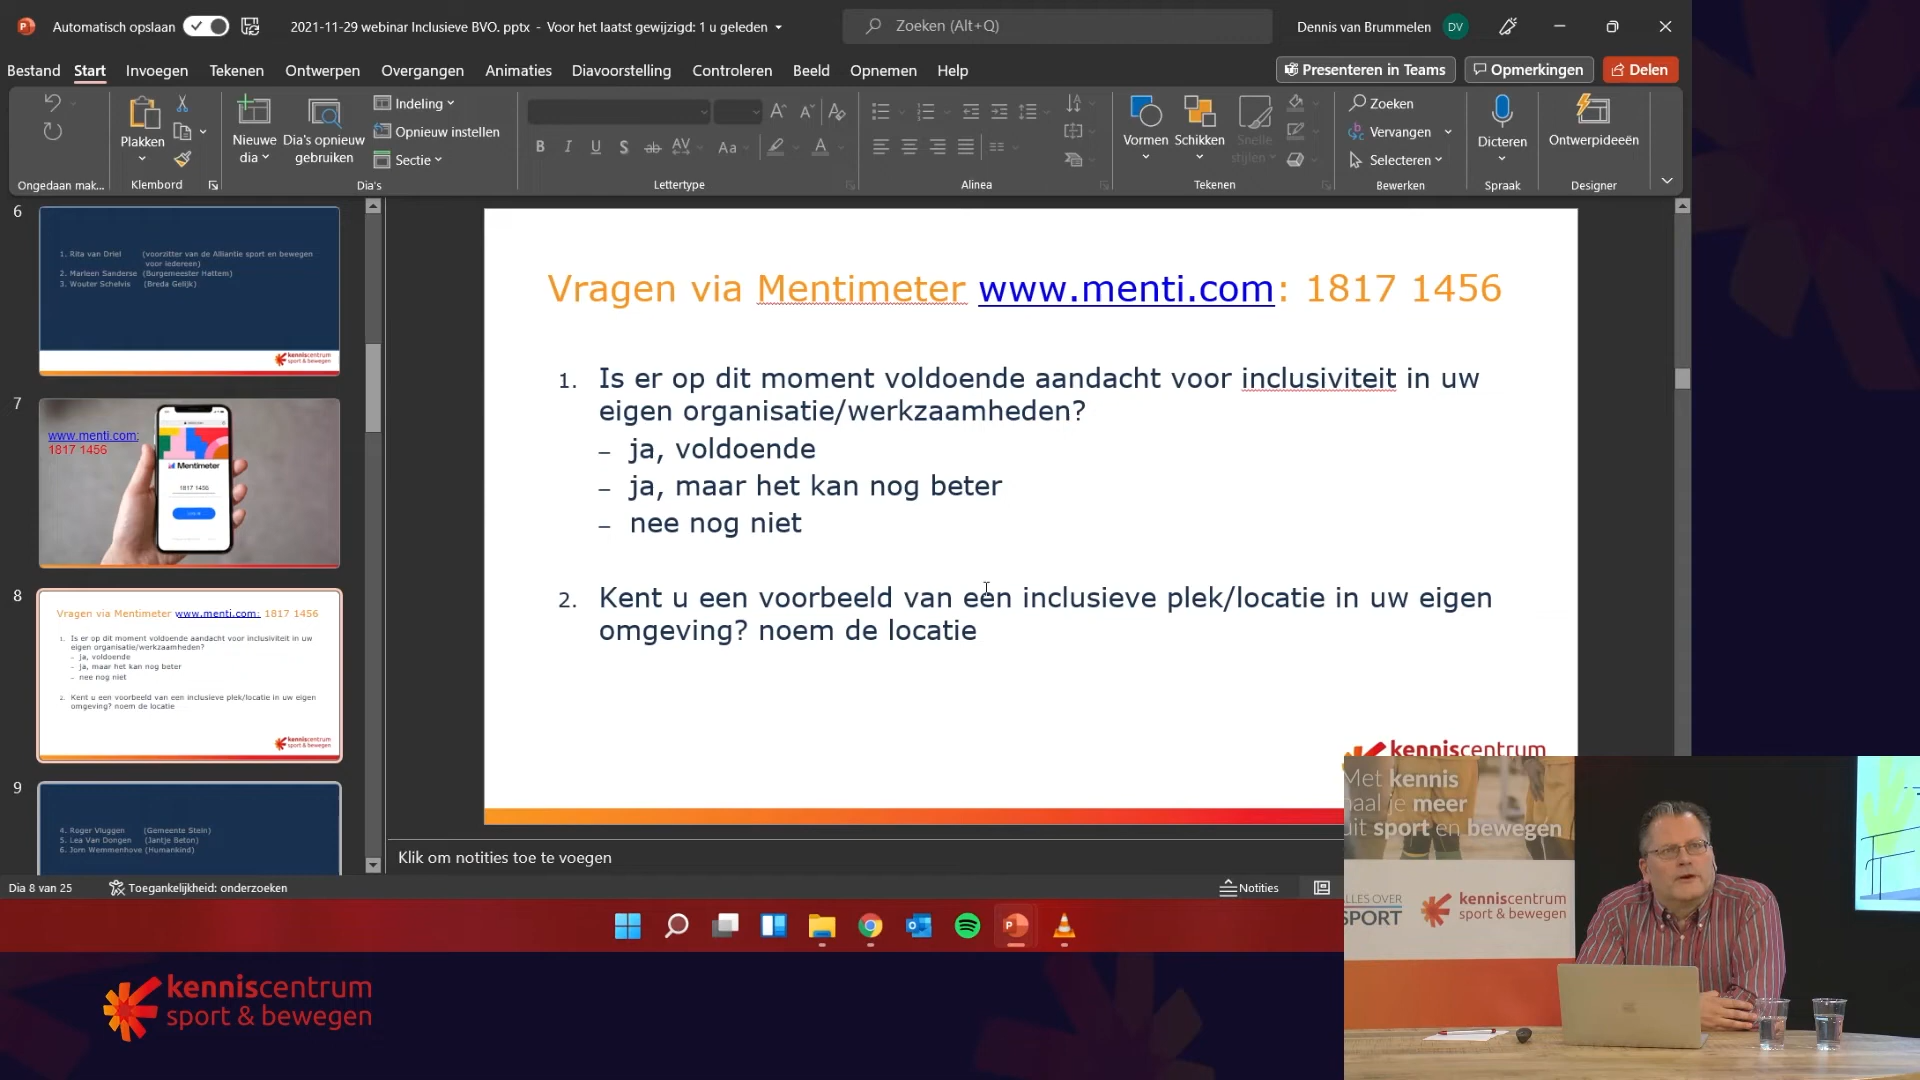 Automatisch opslaan
2021-11-29 webinar Inclusieve BVO. pptx - Voor het laatst gewijzigd: 1 u geleden
Zoeken (Alt+Q)
Dennis van Brummelen
DV
Bestand Start Invoegen Tekenen Ontwerpen Overgangen Animaties Diavoorstelling Controleren Beeld Opnemen Help
Presenteren in Teams
Opmerkingen
Delen
Plakken
Nieuwe dia
Dia's opnieuw gebruiken
Indeling
Opnieuw instellen
Sectie
Vormen
Schikken
Snelle stijlen
Zoeken
Vervangen
Selecteren
Dicteren
Ontwerpideeën
Ongedaan mak...
Klembord
Dia's
Lettertype
Alinea
Tekenen
Bewerken
Spraak
Designer
6
1. Rita van Driel (voorzitter van de Alliantie sport en bewegen
voor iedereen)
2. Marleen Sanderse (Burgemeester Hattem)
3. Wouter Schelvis (Breda Gelijk)
kenniscentrum
sport & bewegen
7
www.menti.com:
1817 1456
Mentimeter
1817 1456
8
Vragen via Mentimeter www.menti.com: 1817 1456
1. Is er op dit moment voldoende aandacht voor inclusiviteit in uw
eigen organisatie/werkzaamheden?
– ja, voldoende
– ja, maar het kan nog beter
– nee nog niet
2. Kent u een voorbeeld van een inclusieve plek/locatie in uw eigen
omgeving? noem de locatie
kenniscentrum
sport & bewegen
9
4. Roger Vluggen (Gemeente Stein)
5. Lea Van Dongen (Jantje Beton)
6. Jorn Wemmenhove (Humankind)
Vragen via Mentimeter www.menti.com: 1817 1456
1. Is er op dit moment voldoende aandacht voor inclusiviteit in uw
eigen organisatie/werkzaamheden?
– ja, voldoende
– ja, maar het kan nog beter
– nee nog niet
2. Kent u een voorbeeld van een inclusieve plek/locatie in uw eigen
omgeving? noem de locatie
kenniscentrum
Klik om notities toe te voegen
Dia 8 van 25
Toegankelijkheid: onderzoeken
Notities
Met kennis
haal je meer
uit sport en bewegen
ALLES OVER
SPORT
kenniscentrum
sport & bewegen
kenniscentrum
sport & bewegen